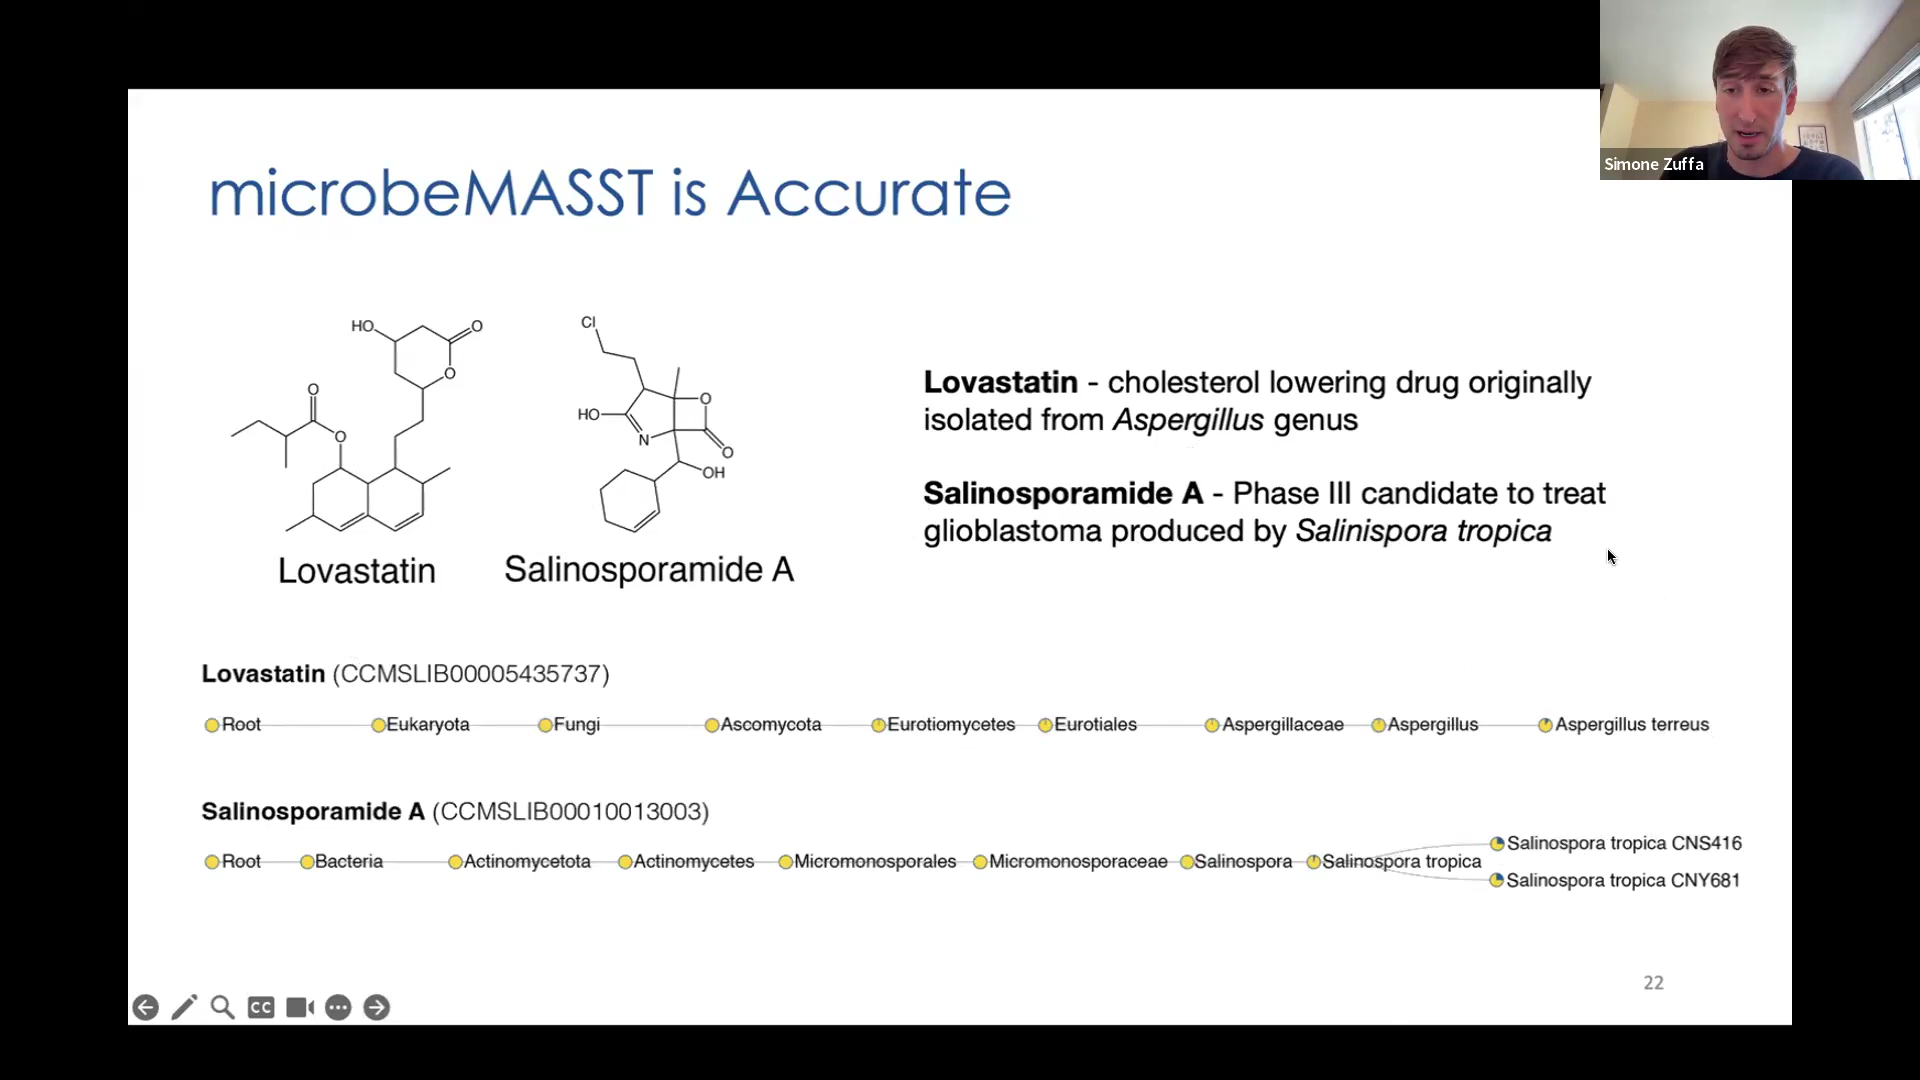 Simone Zuffa
microbeMASST is Accurate
HO
O
O
O
O
Lovastatin
Cl
HO
N
O
O
OH
Salinosporamide A
Lovastatin - cholesterol lowering drug originally
isolated from Aspergillus genus
Salinosporamide A - Phase III candidate to treat
glioblastoma produced by Salinispora tropica
Lovastatin (CCMSLIB00005435737)
Root Eukaryota Fungi Ascomycota Eurotiomycetes Eurotiales Aspergillaceae Aspergillus Aspergillus terreus
Salinosporamide A (CCMSLIB00010013003)
Root Bacteria Actinomycetota Actinomycetes Micromonosporales Micromonosporaceae Salinospora Salinospora tropica
Salinospora tropica CNS416
Salinospora tropica CNY681
22
CC